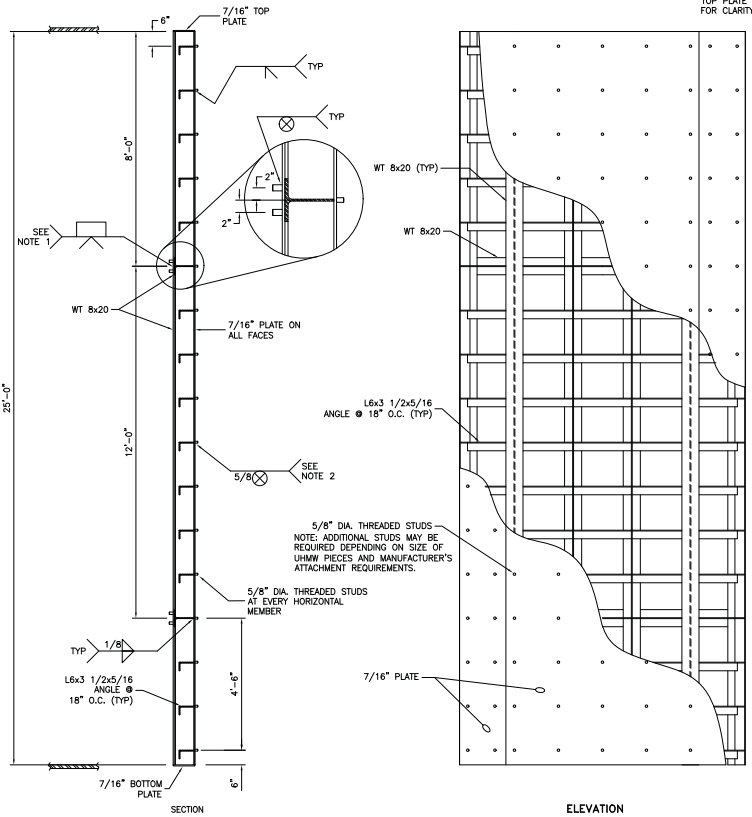 TOP PLATE
FOR CLARITY
6"
7/16" TOP
PLATE
TYP
TYP
8'-0"
2"
2"
SEE
NOTE 1
WT 8x20 (TYP)
WT 8x20
WT 8x20
7/16" PLATE ON
ALL FACES
25'-0"
12'-0"
L6x3 1/2x5/16
ANGLE @ 18" O.C. (TYP)
5/8
SEE
NOTE 2
5/8" DIA. THREADED STUDS
NOTE: ADDITIONAL STUDS MAY BE
REQUIRED DEPENDING ON SIZE OF
UHMW PIECES AND MANUFACTURER'S
ATTACHMENT REQUIREMENTS.
5/8" DIA. THREADED STUDS
AT EVERY HORIZONTAL
MEMBER
TYP
1/8
L6x3 1/2x5/16
ANGLE @
18" O.C. (TYP)
4'-6"
7/16" PLATE
6"
7/16" BOTTOM
PLATE
SECTION
ELEVATION